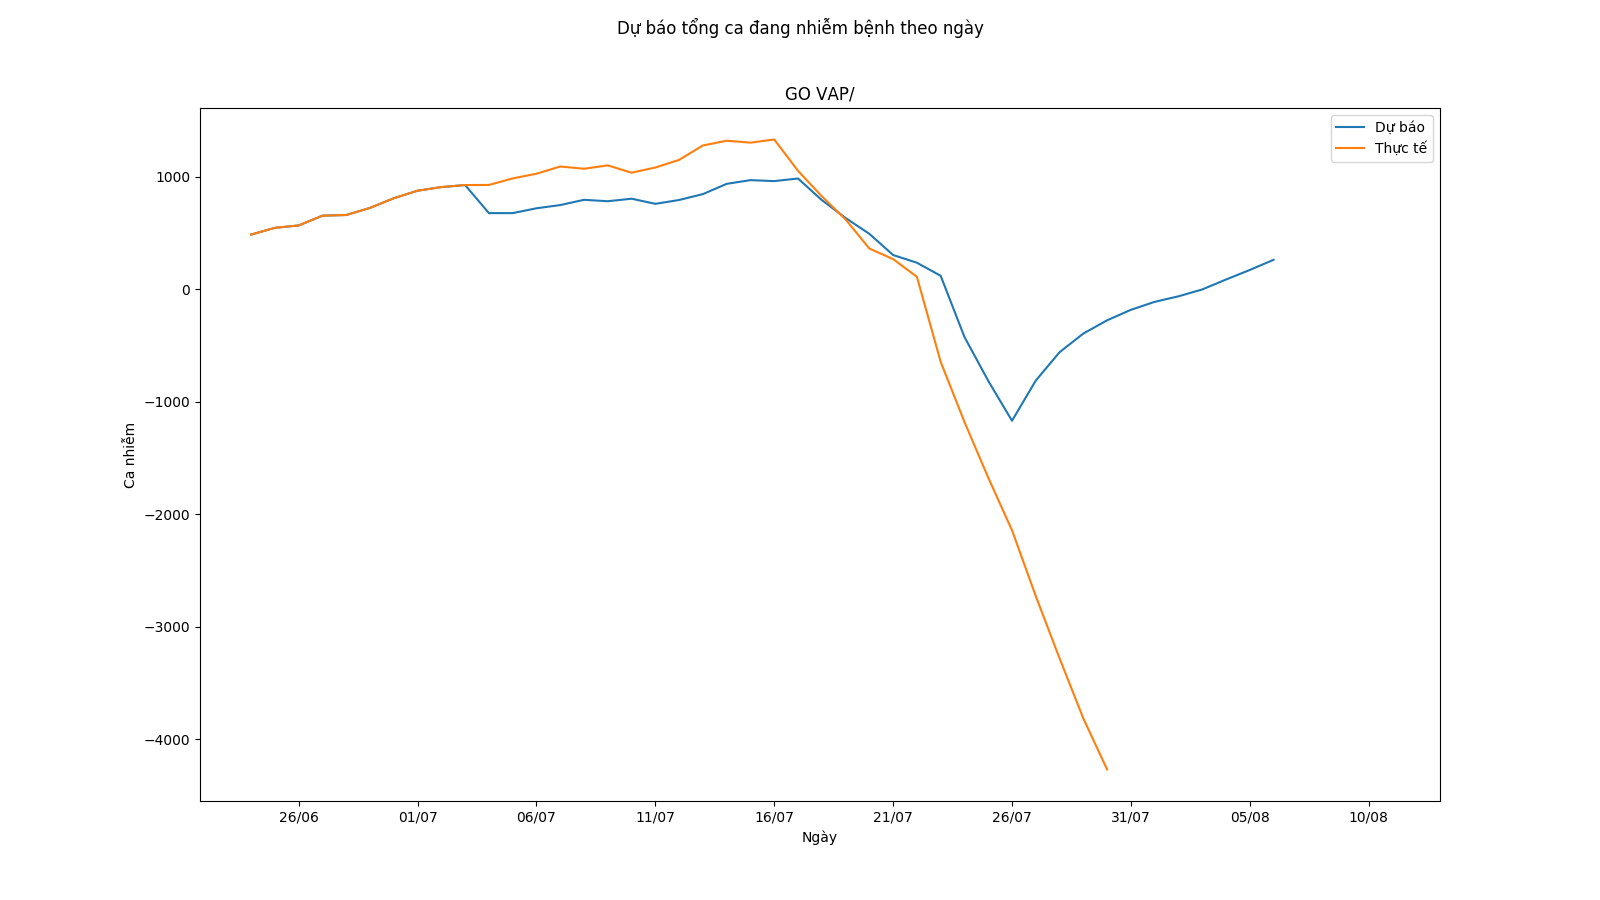 Dự báo tổng ca đang nhiễm bệnh theo ngày
GO VAP/
Dự báo
Thực tế
1000
0
−1000
−2000
−3000
−4000
Ca nhiễm
26/06
01/07
06/07
11/07
16/07
21/07
26/07
31/07
05/08
10/08
Ngày